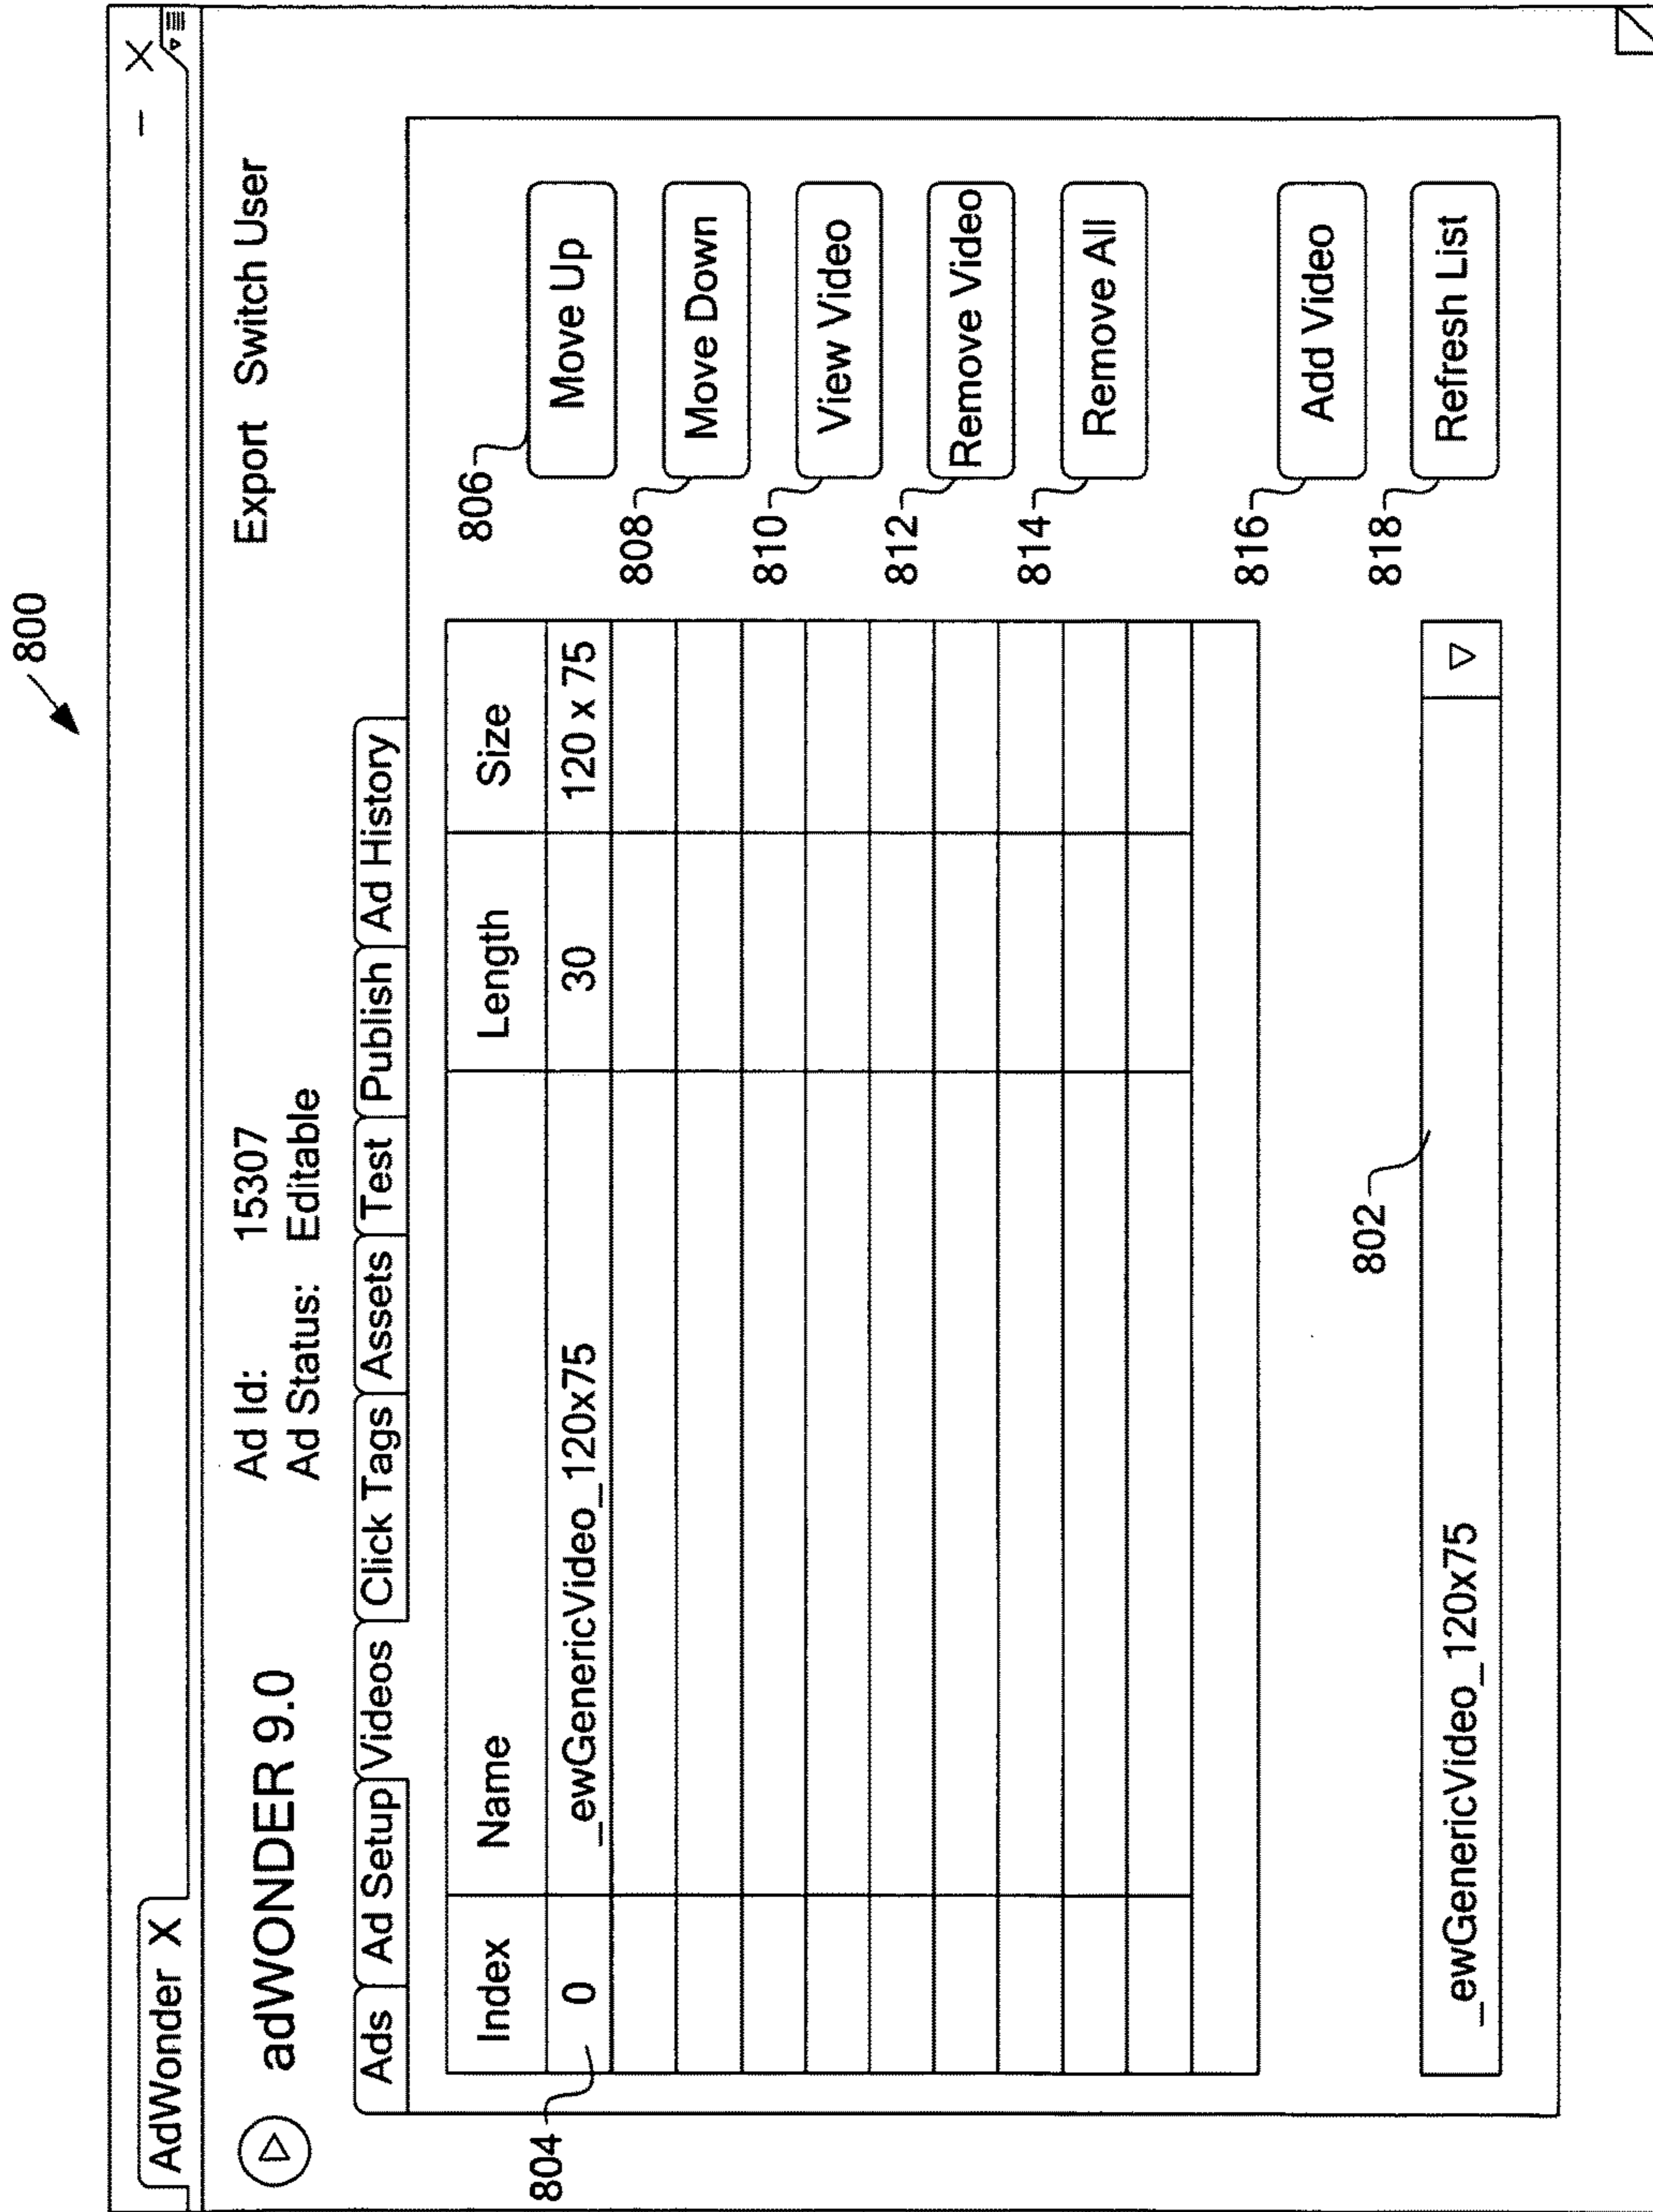 800
AdWonder X
– X
adWONDER 9.0
Ad Id: 15307
Ad Status: Editable
Export Switch User
Ads Ad Setup Videos Click Tags Assets Test Publish Ad History
Index Name Length Size
0 _ewGenericVideo_120x75 30 120 x 75
804
806
Move Up
808
Move Down
810
View Video
812
Remove Video
814
Remove All
816
Add Video
818
Refresh List
802
_ewGenericVideo_120x75